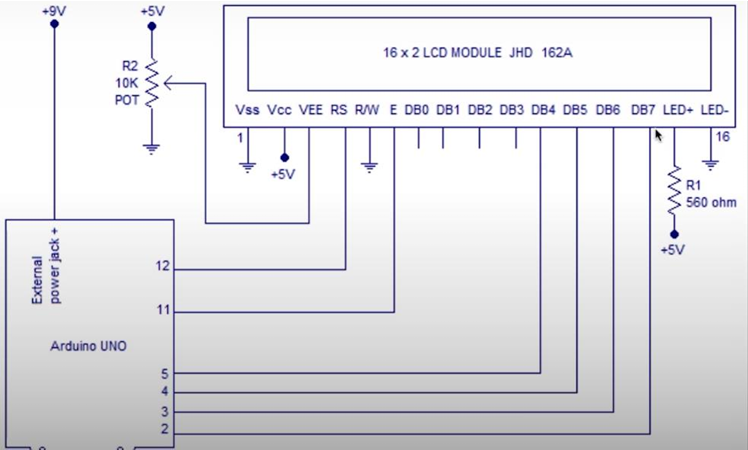 +9V
+5V
R2
10K
POT
16 x 2 LCD MODULE JHD 162A
Vss Vcc VEE RS R/W E DB0 DB1 DB2 DB3 DB4 DB5 DB6 DB7 LED+ LED-
1
16
+5V
R1
560 ohm
+5V
External
power jack +
12
11
Arduino UNO
5
4
3
2